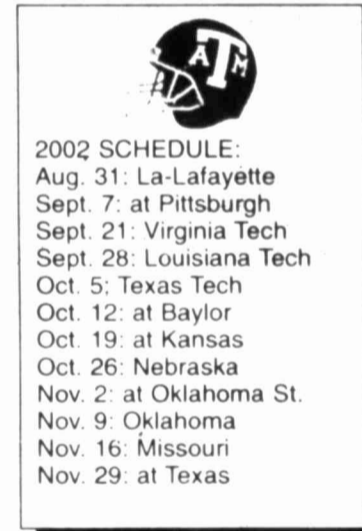 ATM
2002 SCHEDULE:
Aug. 31: La-Lafayette
Sept. 7: at Pittsburgh
Sept. 21: Virginia Tech
Sept. 28: Louisiana Tech
Oct. 5: Texas Tech
Oct. 12: at Baylor
Oct. 19: at Kansas
Oct. 26: Nebraska
Nov. 2: at Oklahoma St.
Nov. 9: Oklahoma
Nov. 16: Missouri
Nov. 29: at Texas